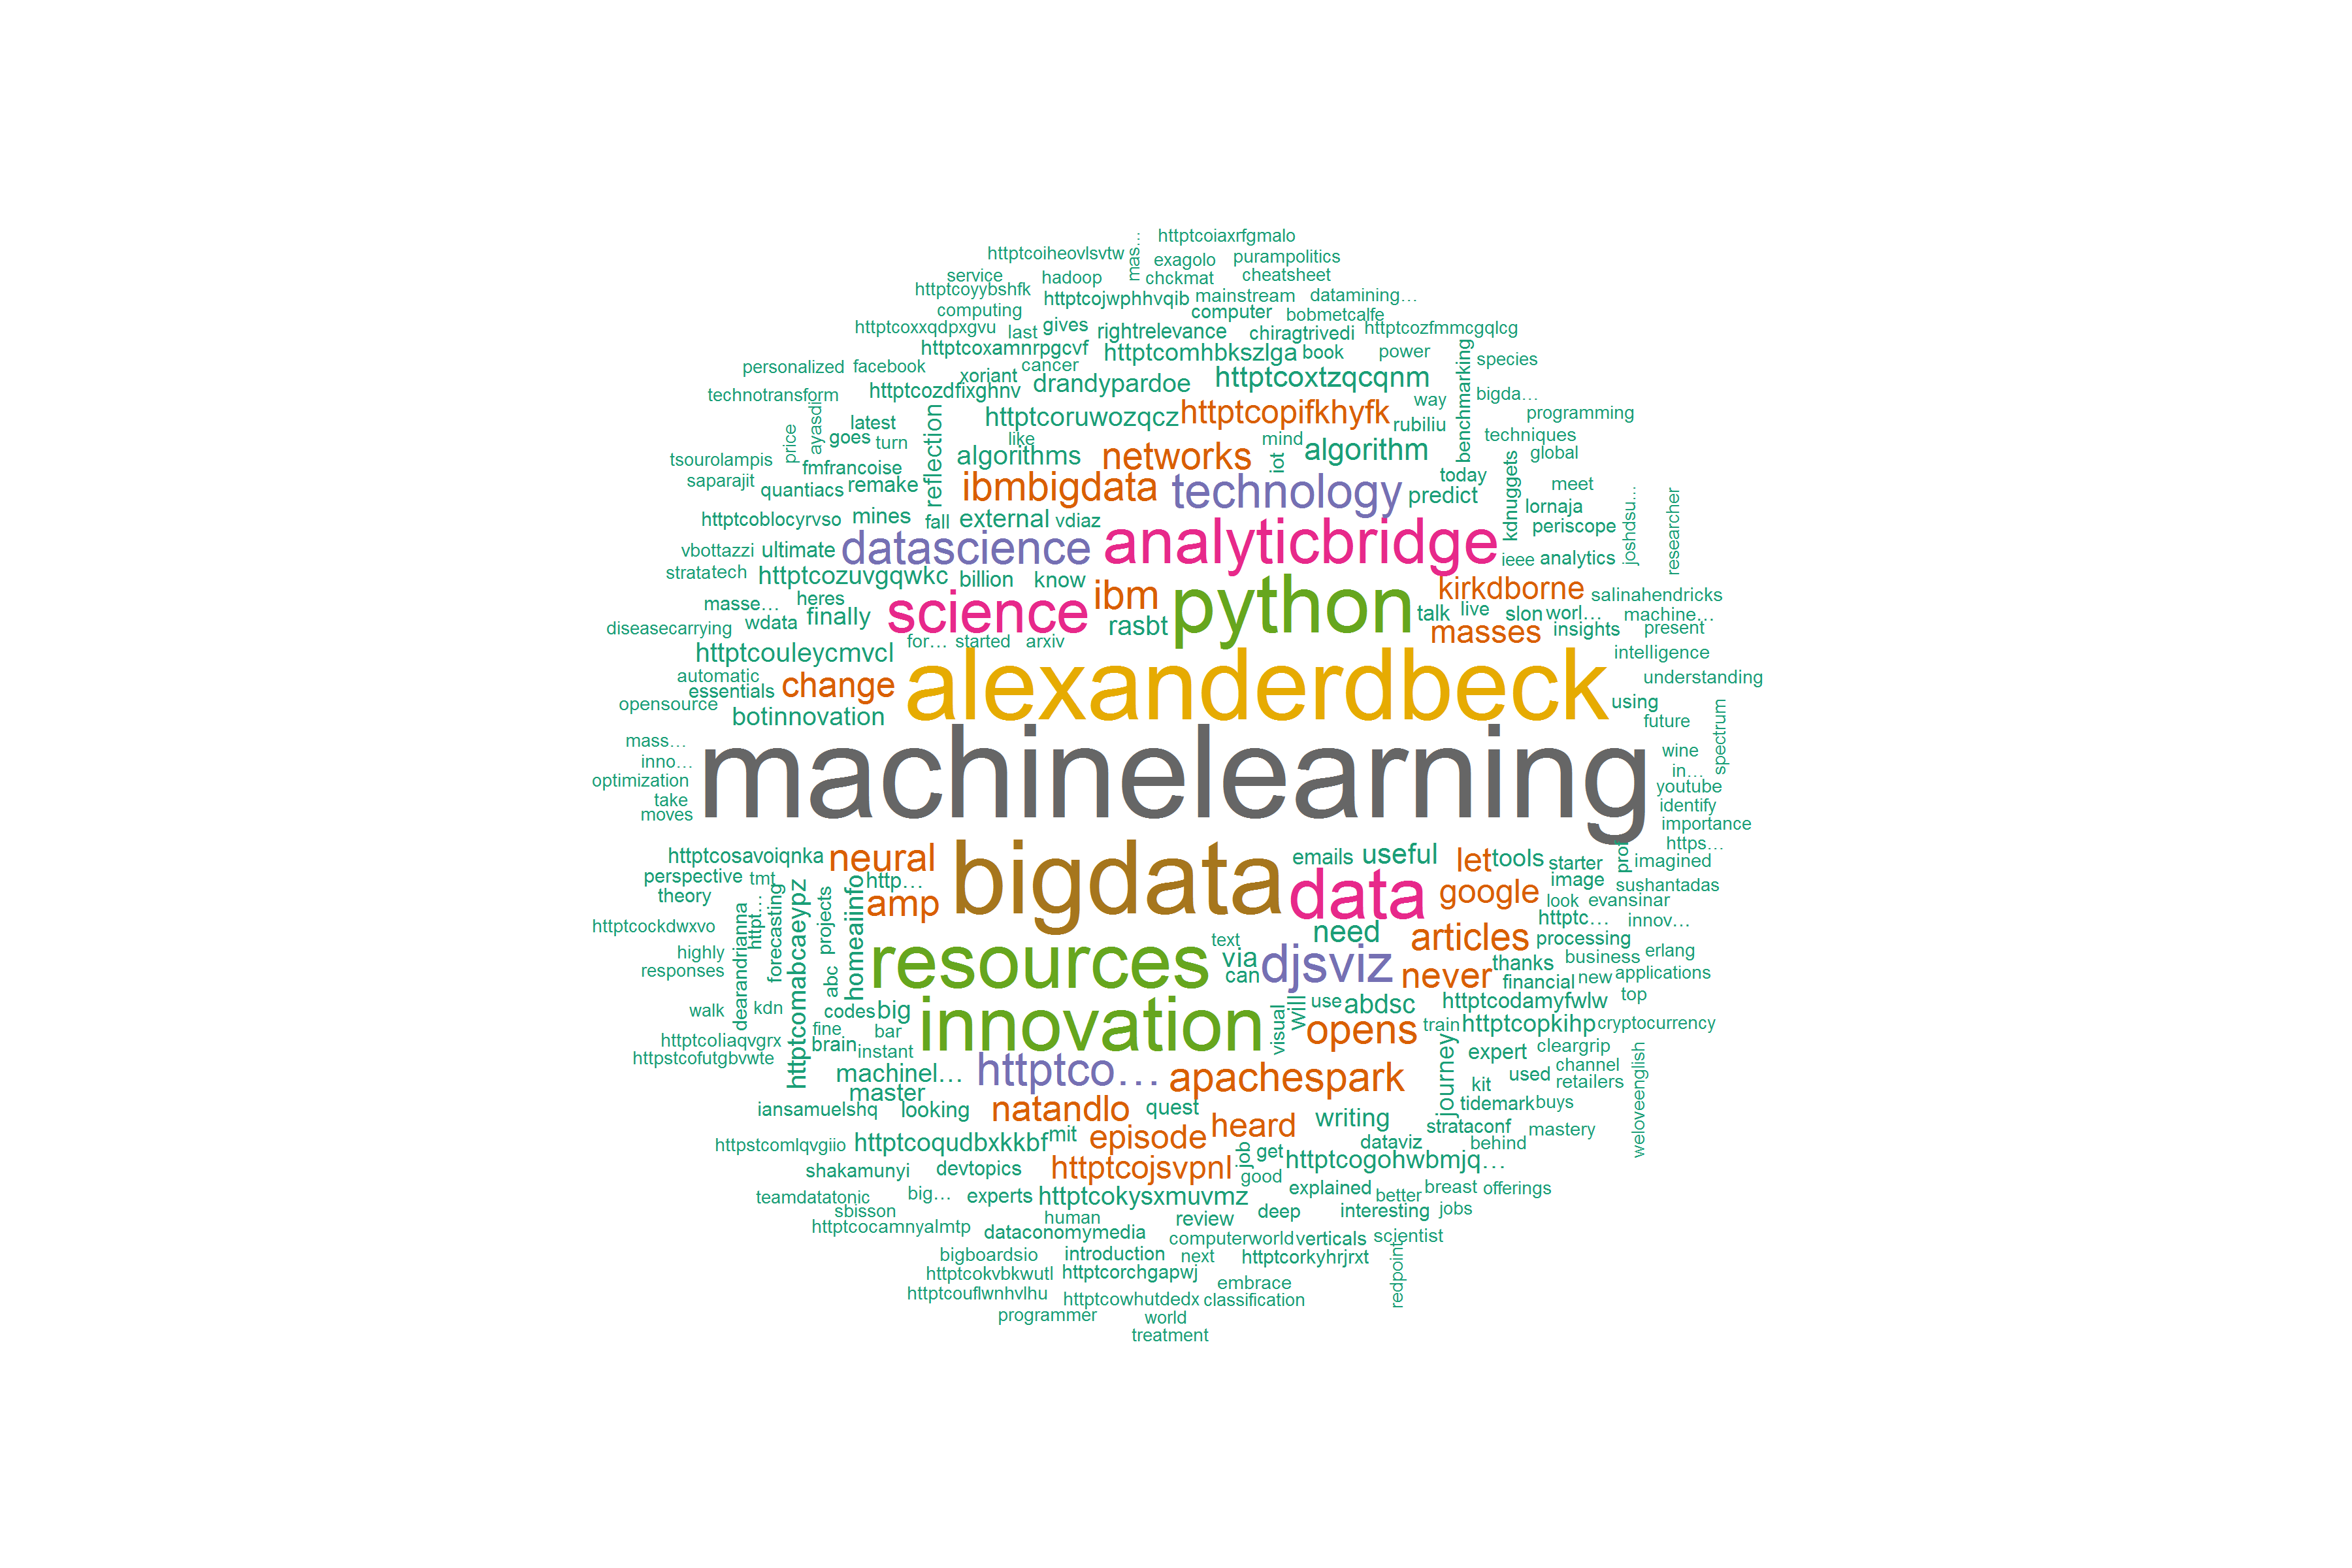 httptcoiaxrfgmalo
httptcoiheovlsvtw
mas…
exagolo
purampolitics
service
hadoop
chckmat
cheatsheet
httptcoyybshfk
httptcojwphhvqib
mainstream
datamining…
computing
computer
bobmetcalfe
httptcoxxqdpxgvu
last
gives
rightrelevance
chiragtrivedi
httptcozfmmcgqlcg
httptcoxamnrpgcvf
httptcomhbkszlga
book
power
benchmarking
species
personalized
facebook
xoriant
cancer
drandypardoe
httptcoxtzqcqnm
technotransform
httptcozdfixghnv
bigda…
way
programming
ayasdi
latest
reflection
httptcoruwozqcz
httptcopifkhyfk
rubiliu
price
goes
turn
like
mind
techniques
tsourolampis
fmfrancoise
algorithms
networks
iot
algorithm
global
saparajit
quantiacs
remake
ibmbigdata
technology
predict
today
kdnuggets
meet
httptcoblocyrvso
mines
fall
external
vdiaz
lornaja
periscope
joshdsu…
researcher
vbottazzi
ultimate
datascience
analyticbridge
ieee
analytics
stratatech
httptcozuvgqwkc
billion
know
masse…
heres
science
ibm
python
kirkdborne
salinahendricks
wdata
finally
rasbt
talk
live
slon
worl…
machine…
diseasecarrying
for…
started
arxiv
masses
insights
present
httptcouleycmvcl
intelligence
automatic
essentials
change
alexanderdbeck
understanding
opensource
botinnovation
using
future
mass…
inno…
machinelearning
wine
spectrum
in…
optimization
youtube
take
identify
moves
importance
httptcosavoiqnka
neural
bigdata
emails
useful
let
tools
starter
prof
https…
imagined
perspective
tmt
http…
data
google
image
sushantadas
theory
httptcomabcaeypz
projects
homeaiinfo
amp
look
evansinar
httptcockdwxvo
dearandrianna
httpt…
forecasting
need
articles
httptc…
innov…
processing
highly
resources
text
via
djsviz
erlang
business
responses
abc
can
never
thanks
financial
new
applications
walk
kdn
codes
big
innovation
visual
will
use
abdsc
httptcodamyfwlw
top
fine
bar
opens
train
httptcopkihp
cryptocurrency
httptcoliaqvgrx
brain
instant
journey
cleargrip
httpstcofutgbvwte
machinel…
httptco…
apachespark
expert
channel
weloveenglish
master
kit
used
retailers
iansamuelshq
looking
natandlo
quest
heard
writing
tidemark
buys
strataconf
mastery
httpstcomlqvgiio
httptcoqudbxkkbf
mit
episode
dataviz
behind
shakamunyi
devtopics
httptcojsvpnl
job
get
good
httptcogohwbmjq…
teamdatatonic
big…
experts
httptcokysxmuvmz
explained
better
breast
offerings
sbisson
human
review
deep
interesting
jobs
httptcocamnyalmtp
dataconomymedia
computerworld
verticals
scientist
bigboardsio
introduction
next
httptcorkyhrjrxt
redpoint
httptcokvbkwutl
httptcorchgapwj
embrace
httptcouflwnhvlhu
httptcowhutdedx
classification
programmer
world
treatment